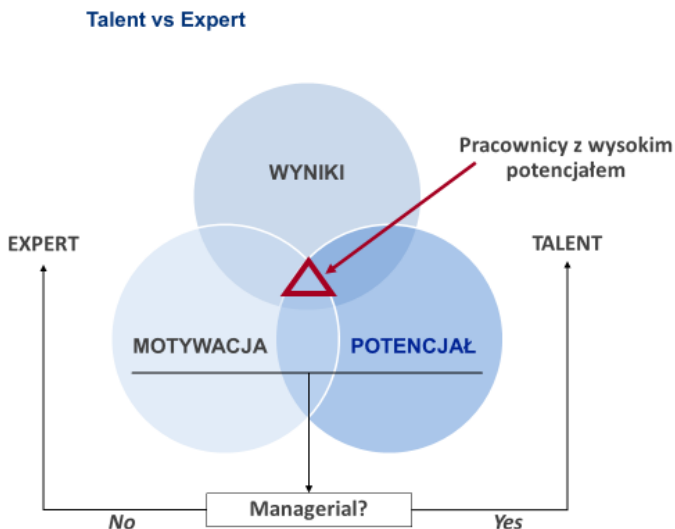 Talent vs Expert
WYNIKI
Pracownicy z wysokim
potencjałem
EXPERT
TALENT
MOTYWACJA
POTENCJAŁ
Managerial?
No
Yes